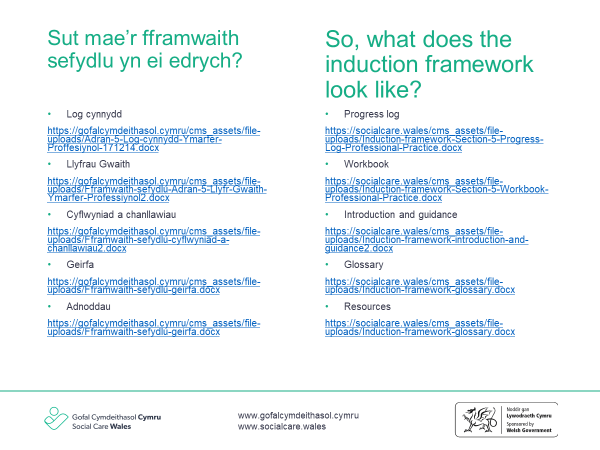 Sut mae’r fframwaith
sefydlu yn ei edrych?
• Log cynnydd
https://gofalcymdeithasol.cymru/cms_assets/file-
uploads/Adran-5-Log-cynnydd-Ymarfer-
Proffesiynol-171214.docx
• Llyfrau Gwaith
https://gofalcymdeithasol.cymru/cms_assets/file-
uploads/Fframwaith-sefydlu-Adran-5-Llyfr-Gwaith-
Ymarfer-Professiynol2.docx
• Cyflwyniad a chanllawiau
https://gofalcymdeithasol.cymru/cms_assets/file-
uploads/Fframwaith-sefydlu-cyflwyniad-a-
chanllawiau2.docx
• Geirfa
https://gofalcymdeithasol.cymru/cms_assets/file-
uploads/Fframwaith-sefydlu-geirfa.docx
• Adnoddau
https://gofalcymdeithasol.cymru/cms_assets/file-
uploads/Fframwaith-sefydlu-geirfa.docx
So, what does the
induction framework
look like?
• Progress log
https://socialcare.wales/cms_assets/file-
uploads/Induction-framework-Section-5-Progress-
Log-Professional-Practice.docx
• Workbook
https://socialcare.wales/cms_assets/file-
uploads/Induction-framework-Section-5-Workbook-
Professional-Practice.docx
• Introduction and guidance
https://socialcare.wales/cms_assets/file-
uploads/Induction-framework-introduction-and-
guidance2.docx
• Glossary
https://socialcare.wales/cms_assets/file-
uploads/Induction-framework-glossary.docx
• Resources
https://socialcare.wales/cms_assets/file-
uploads/Induction-framework-glossary.docx
Gofal Cymdeithasol Cymru
Social Care Wales
www.gofalcymdeithasol.cymru
www.socialcare.wales
Noddir gan
Lywodraeth Cymru
Sponsored by
Welsh Government